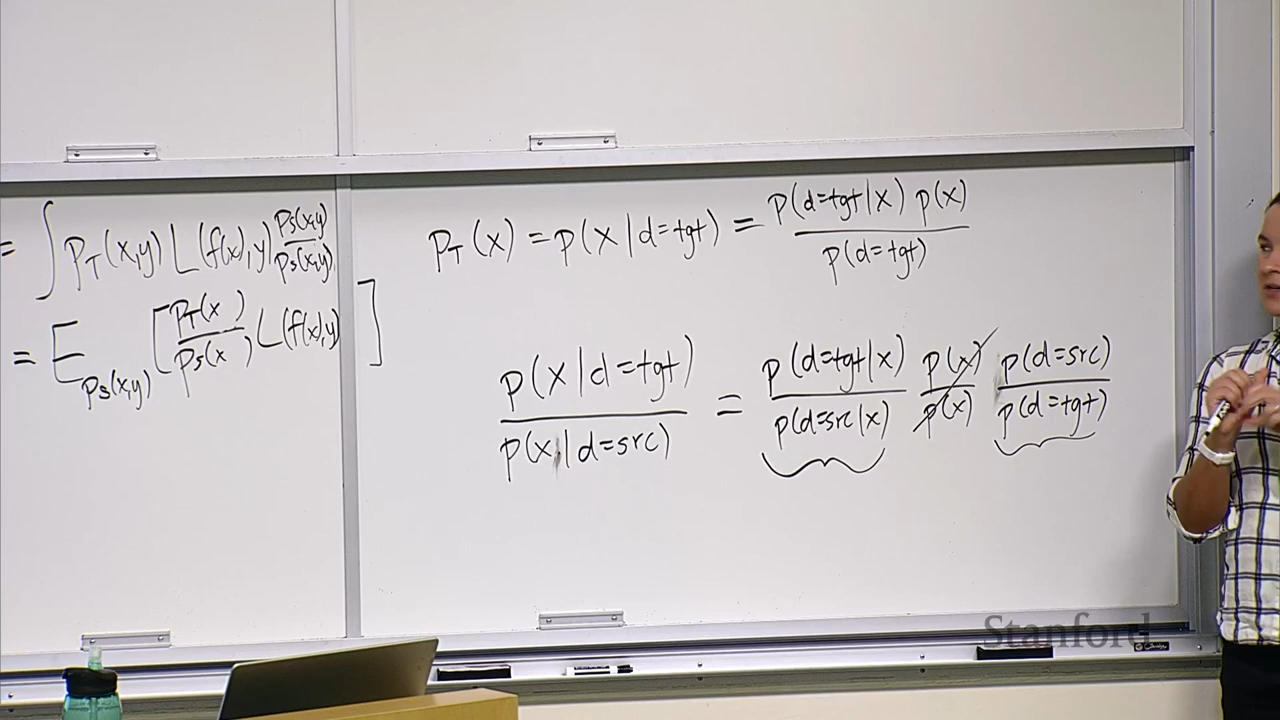 = ∫ p_T(x,y) L(f(x),y) p_S(x,y) / p_S(x,y)
= E_{p_S(x,y)} [ p_T(x ) / p_S(x ) L(f(x),y) ]
p_T(x) = p(x|d=tgt) = p(d=tgt|x) p(x) / p(d=tgt)
p(x|d=tgt) / p(x|d=src) = p(d=tgt|x) / p(d=src|x) p(x) / p(x) p(d=src) / p(d=tgt)
Stanford